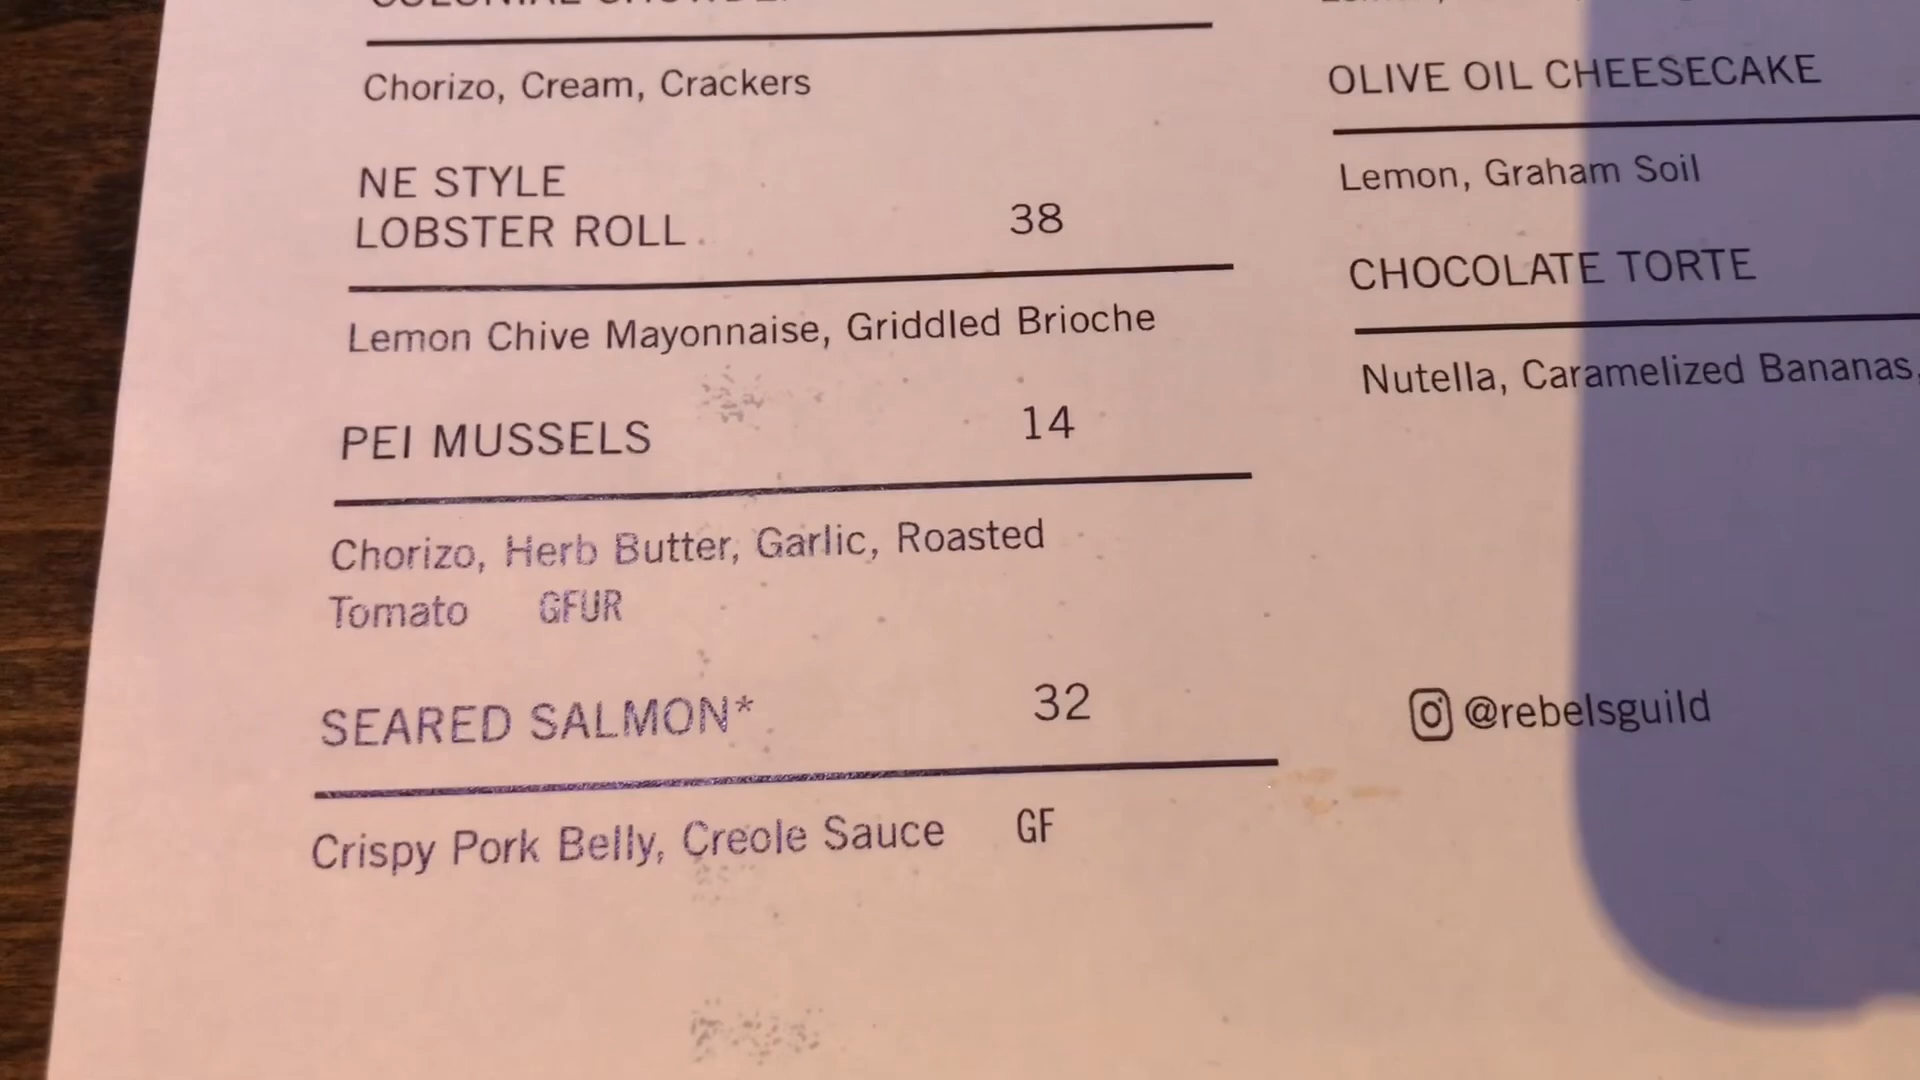 Chorizo, Cream, Crackers
NE STYLE
LOBSTER ROLL 38
Lemon Chive Mayonnaise, Griddled Brioche
PEI MUSSELS 14
Chorizo, Herb Butter, Garlic, Roasted
Tomato GFUR
SEARED SALMON* 32
Crispy Pork Belly, Creole Sauce GF
OLIVE OIL CHEESECAKE
Lemon, Graham Soil
CHOCOLATE TORTE
Nutella, Caramelized Bananas,
@rebelsguild